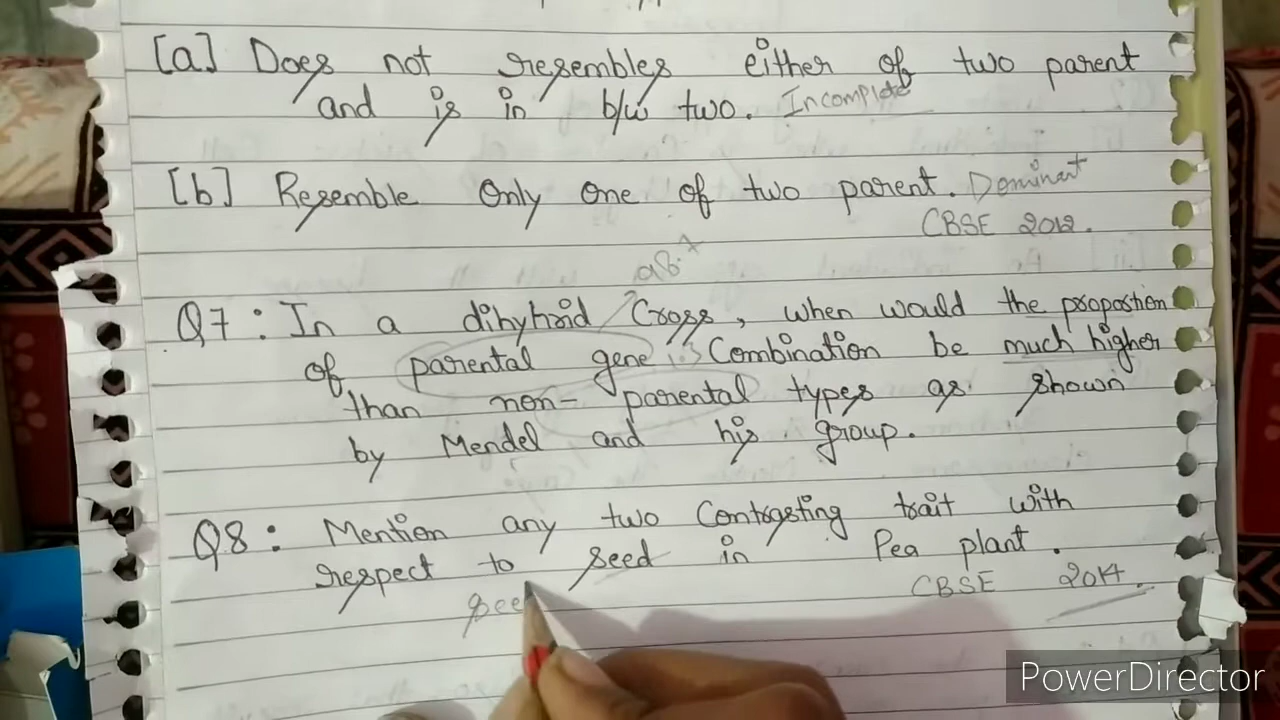 [a] Does not resembles either of two parent
and is in b/w two. Incomplete
[b] Resemble Only one of two parent. Dominant
CBSE 2012.
Q7 : In a dihybrid Cross, when would the proportion
of parental gene Combination be much higher
than non-parental types as shown
by Mendel and his group.
Q8 : Mention any two Contrasting trait with
respect to seed in Pea plant.
CBSE 2014
see
PowerDirector